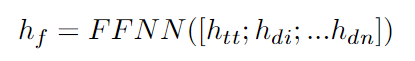 h_f = FFNN([h_{tt}; h_{di}; ...h_{dn}])